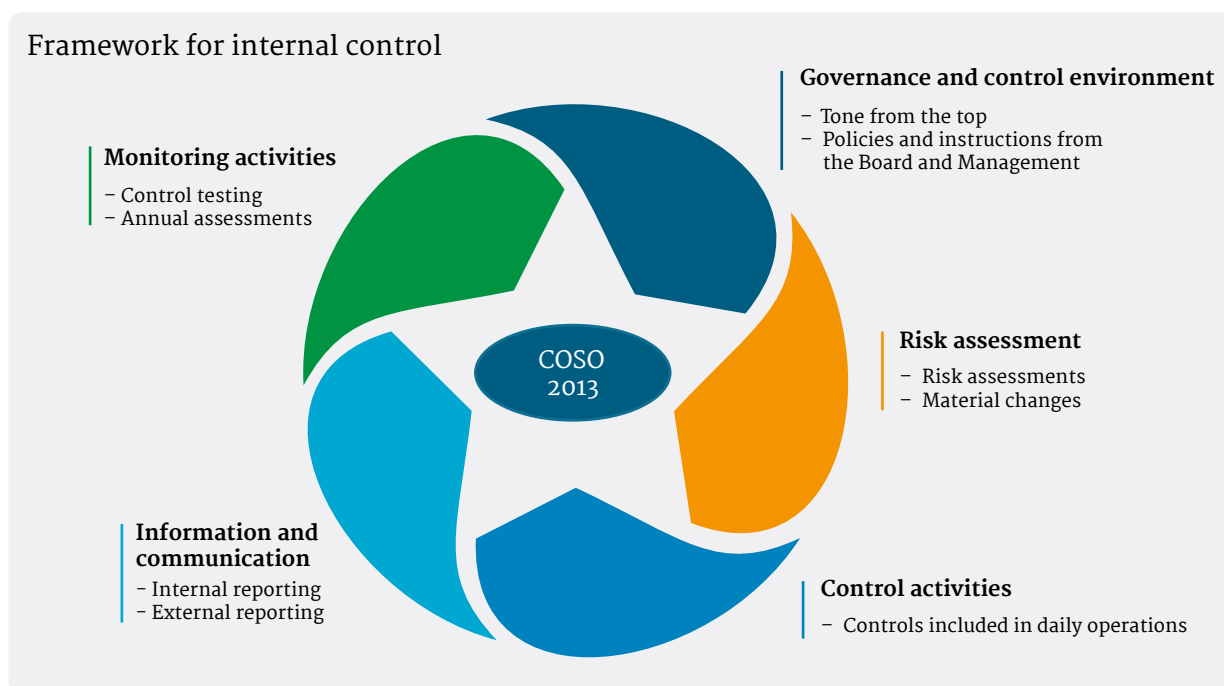 Framework for internal control
Governance and control environment
– Tone from the top
– Policies and instructions from
the Board and Management
Monitoring activities
– Control testing
– Annual assessments
COSO
2013
Risk assessment
– Risk assessments
– Material changes
Information and
communication
- Internal reporting
- External reporting
Control activities
– Controls included in daily operations